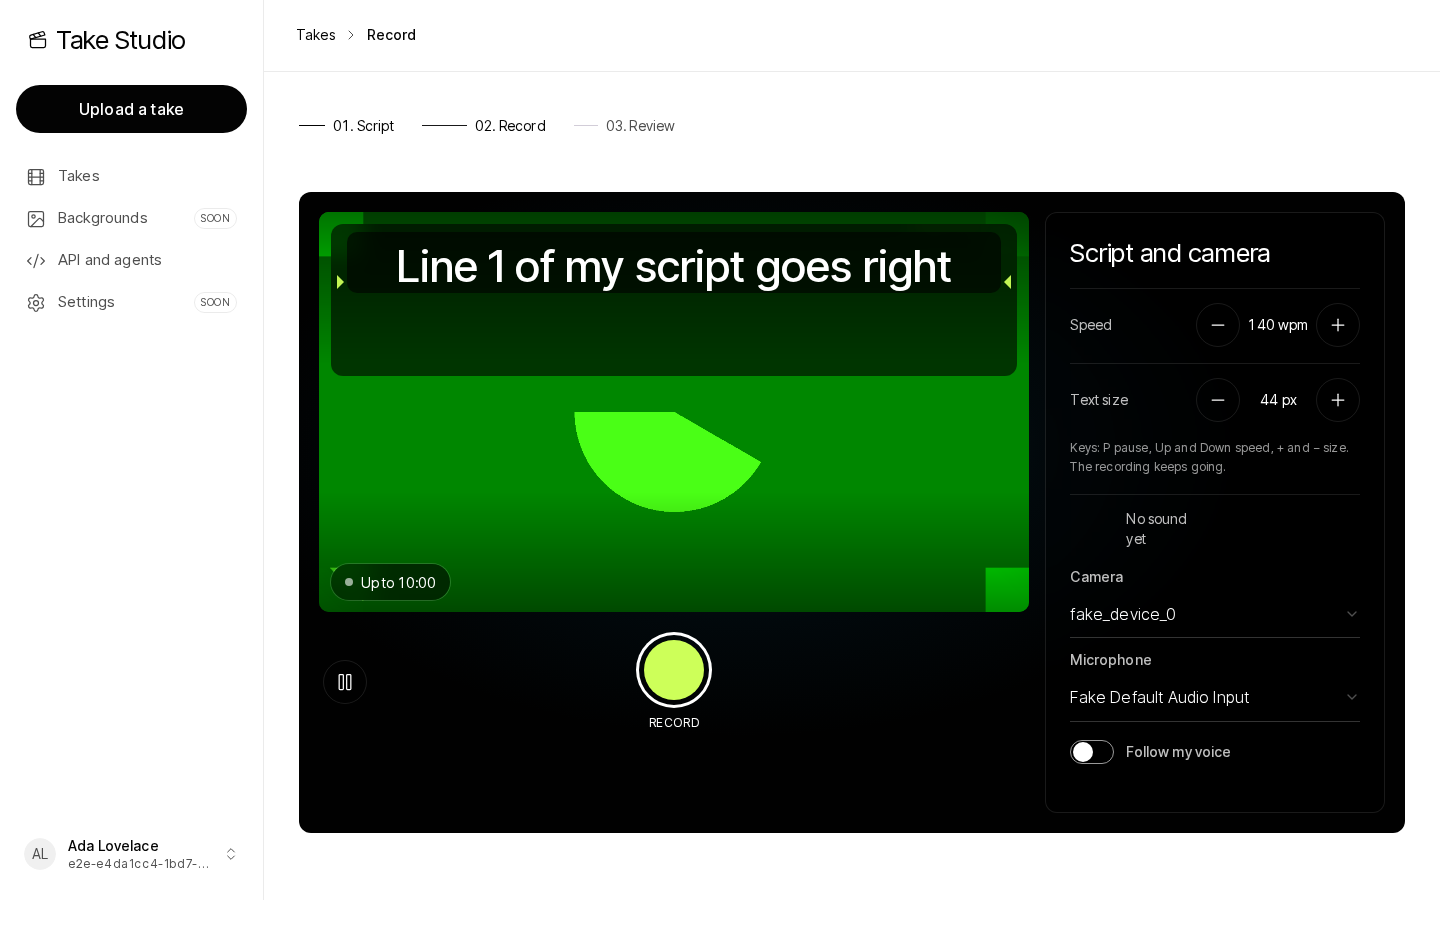 Take Studio
Upload a take
Takes
Backgrounds SOON
API and agents
Settings SOON
AL
Ada Lovelace
e2e-e4da1cc4-1bd7-...
Takes > Record
01. Script
02. Record
03. Review
Line 1 of my script goes right
Up to 10:00
RECORD
Script and camera
Speed
140 wpm
Text size
44 px
Keys: P pause, Up and Down speed, + and – size.
The recording keeps going.
No sound
yet
Camera
fake_device_0
Microphone
Fake Default Audio Input
Follow my voice